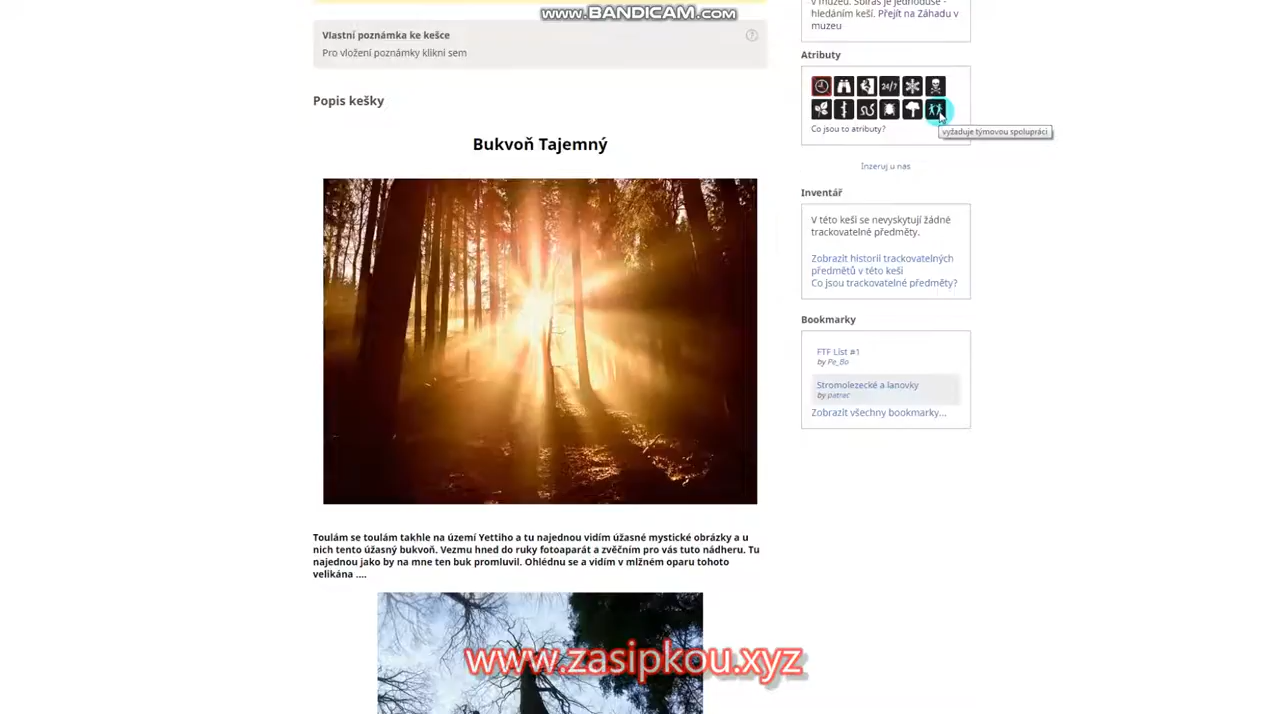 www.BANDICAM.com
v muzeu. Sbíras je jednoduse -
hledáním keší. Přejít na Záhadu v
muzeu
Vlastní poznámka ke kešce
Pro vložení poznámky klikni sem
Atributy
24/7
Co jsou to atributy?
vyžaduje týmovou spolupráci
Inzeruj u nás
Popis kešky
Bukvoň Tajemný
Inventář
V této keši se nevyskytují žádné
trackovatelné předměty.
Zobrazit historii trackovatelných
předmětů v této keši
Co jsou trackovatelné předměty?
Bookmarky
FTF List #1
by Pe_Bo
Stromolezecké a lanovky
by patrac
Zobrazit všechny bookmarky...
Toulám se toulám takhle na území Yettiho a tu najednou vidím úžasné mystické obrázky a u
nich tento úžasný bukvoň. Vezmu hned do ruky fotoaparát a zvěčním pro vás tuto nádheru. Tu
najednou jako by na mne ten buk promluvil. Ohlédnu se a vidím v mlžném oparu tohoto
velikána ....
www.zasipkou.xyz